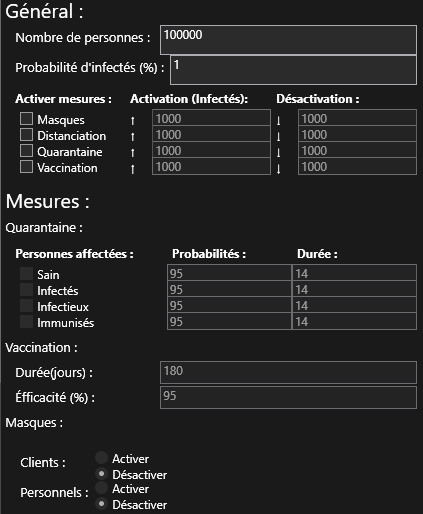 Général :
Nombre de personnes : 100000
Probabilité d'infectés (%) : 1
Activer mesures : Activation (Infectés): Désactivation :
Masques ↑ 1000 ↓ 1000
Distanciation ↑ 1000 ↓ 1000
Quarantaine ↑ 1000 ↓ 1000
Vaccination ↑ 1000 ↓ 1000
Mesures :
Quarantaine :
Personnes affectées : Probabilités : Durée :
Sain 95 14
Infectés 95 14
Infectieux 95 14
Immunisés 95 14
Vaccination :
Durée(jours) : 180
Éfficacité (%) : 95
Masques :
Clients : Activer
Désactiver
Personnels : Activer
Désactiver